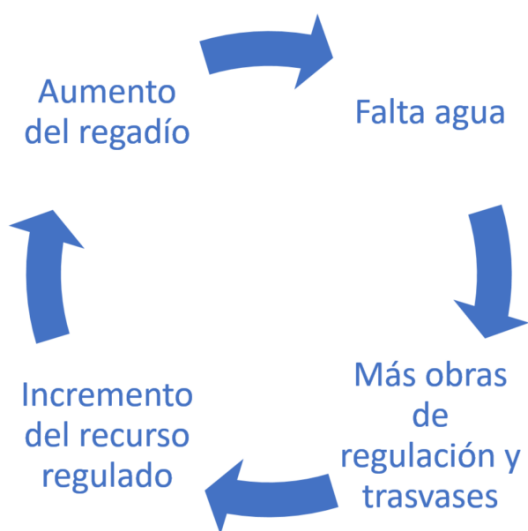 Aumento
del regadío
Falta agua
Más obras
de
regulación y
trasvases
Incremento
del recurso
regulado